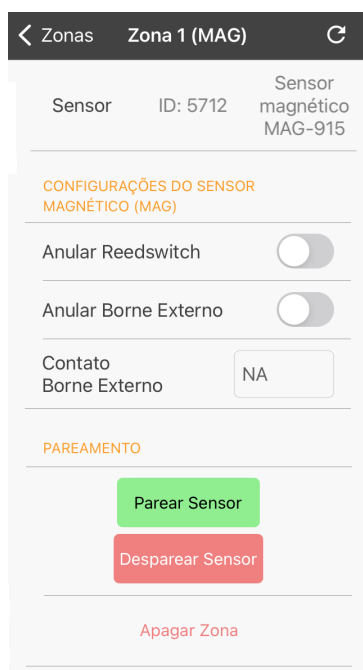 Zonas Zona 1 (MAG)
Sensor ID: 5712 Sensor
magnético
MAG-915
CONFIGURAÇÕES DO SENSOR
MAGNÉTICO (MAG)
Anular Reedswitch
Anular Borne Externo
Contato
Borne Externo NA
PAREAMENTO
Parear Sensor
Desparear Sensor
Apagar Zona